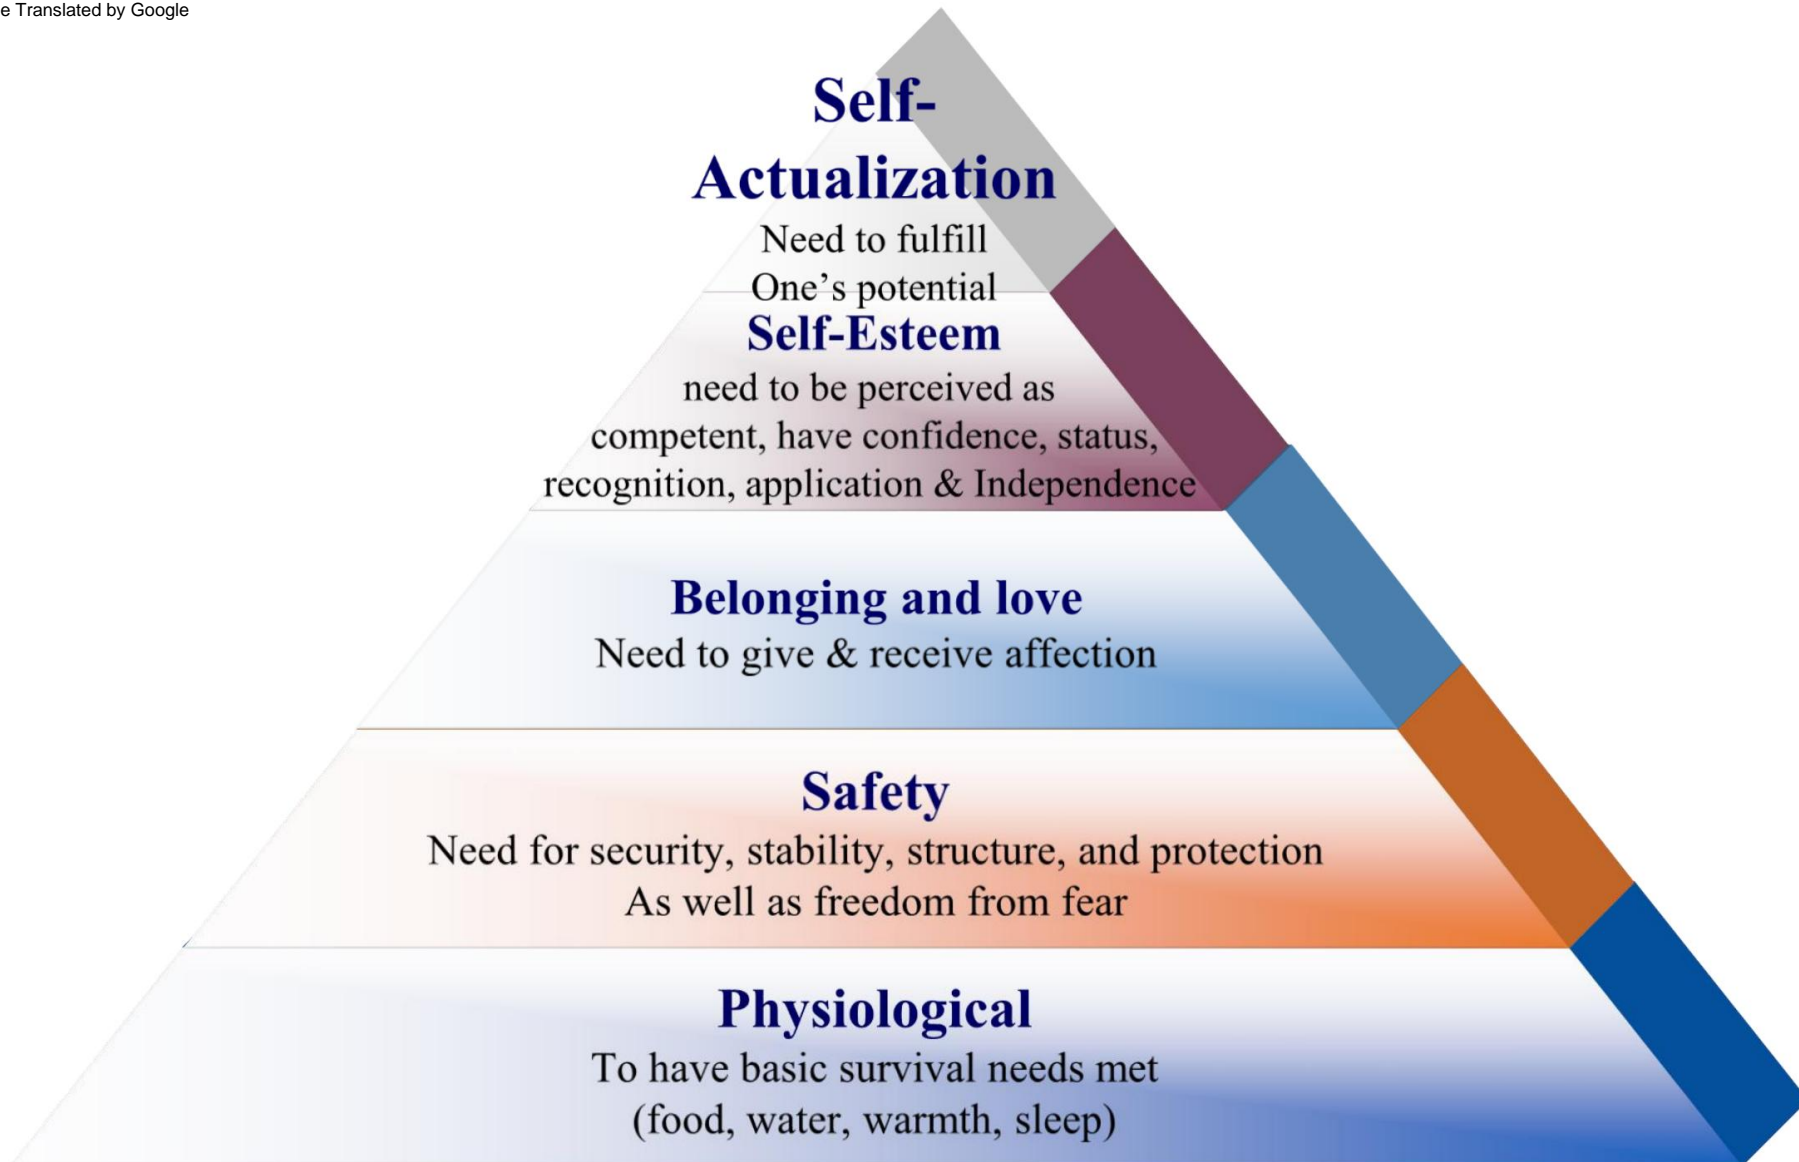 e Translated by Google
Self-
Actualization
Need to fulfill
One’s potential
Self-Esteem
need to be perceived as
competent, have confidence, status,
recognition, application & Independence
Belonging and love
Need to give & receive affection
Safety
Need for security, stability, structure, and protection
As well as freedom from fear
Physiological
To have basic survival needs met
(food, water, warmth, sleep)